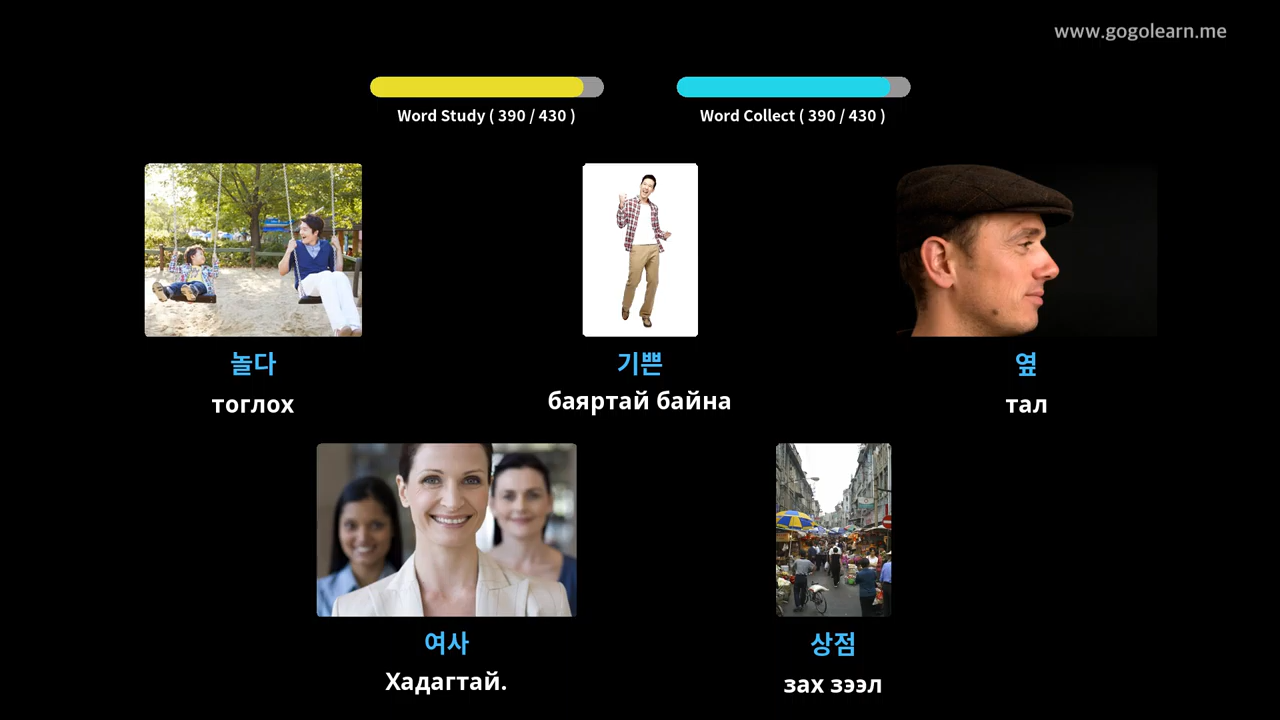 www.gogolearn.me
Word Study ( 390 / 430 )
Word Collect ( 390 / 430 )
놀다
тоглох
기쁜
баяртай байна
옆
тал
여사
Хадагтай.
상점
зах зээл